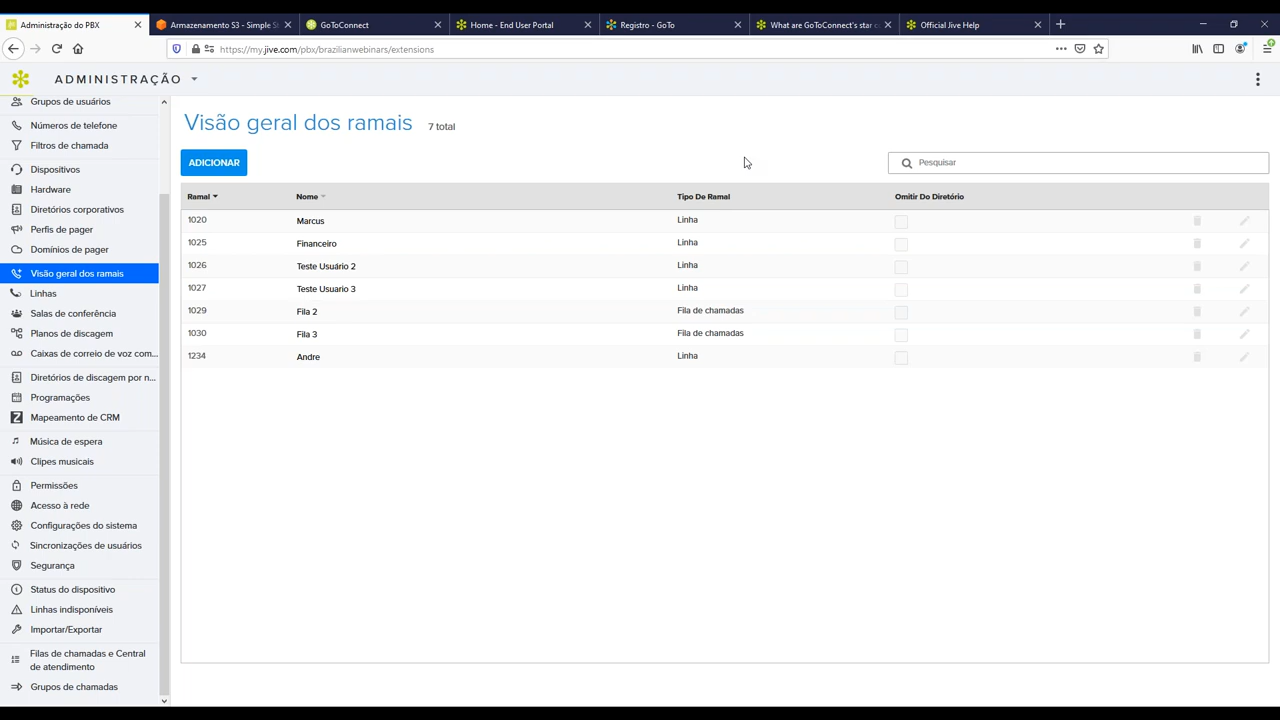 Administração do PBX
Armazenamento S3 - Simple S
GoToConnect
Home - End User Portal
Registro - GoTo
What are GoToConnect's star c
Official Jive Help
https://my.jive.com/pbx/brazilianwebinars/extensions
ADMINISTRAÇÃO
Grupos de usuários
Números de telefone
Filtros de chamada
Dispositivos
Hardware
Diretórios corporativos
Perfis de pager
Domínios de pager
Visão geral dos ramais
Linhas
Salas de conferência
Planos de discagem
Caixas de correio de voz com...
Diretórios de discagem por n...
Programações
Mapeamento de CRM
Música de espera
Clipes musicais
Permissões
Acesso à rede
Configurações do sistema
Sincronizações de usuários
Segurança
Status do dispositivo
Linhas indisponíveis
Importar/Exportar
Filas de chamadas e Central
de atendimento
Grupos de chamadas
Visão geral dos ramais 7 total
ADICIONAR
Pesquisar
Ramal Nome Tipo De Ramal Omitir Do Diretório
1020 Marcus Linha
1025 Financeiro Linha
1026 Teste Usuário 2 Linha
1027 Teste Usuario 3 Linha
1029 Fila 2 Fila de chamadas
1030 Fila 3 Fila de chamadas
1234 Andre Linha